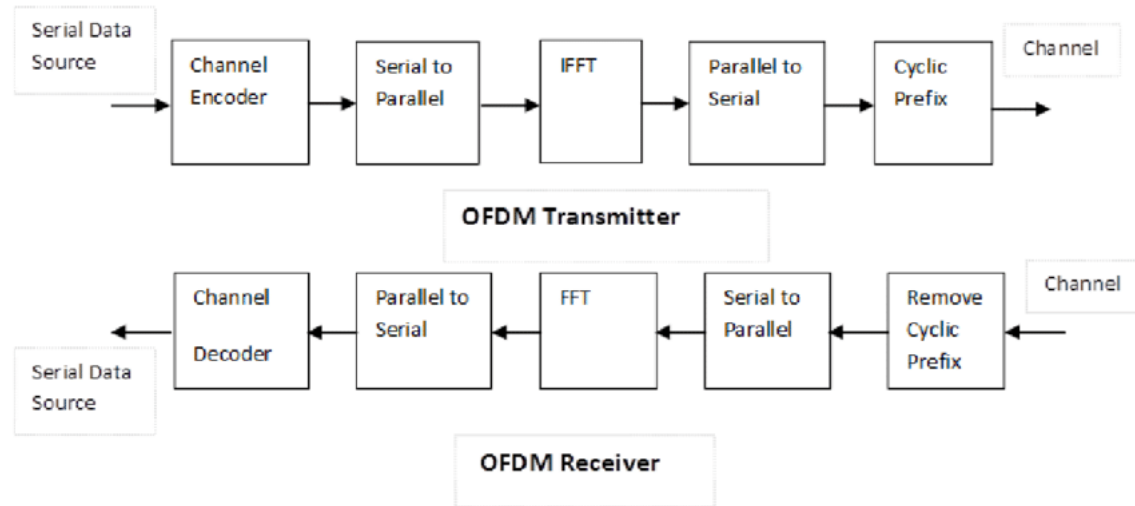 Serial Data
Source
Channel
Encoder
Serial to
Parallel
IFFT
Parallel to
Serial
Cyclic
Prefix
Channel
OFDM Transmitter
Channel
Decoder
Parallel to
Serial
FFT
Serial to
Parallel
Remove
Cyclic
Prefix
Channel
Serial Data
Source
OFDM Receiver